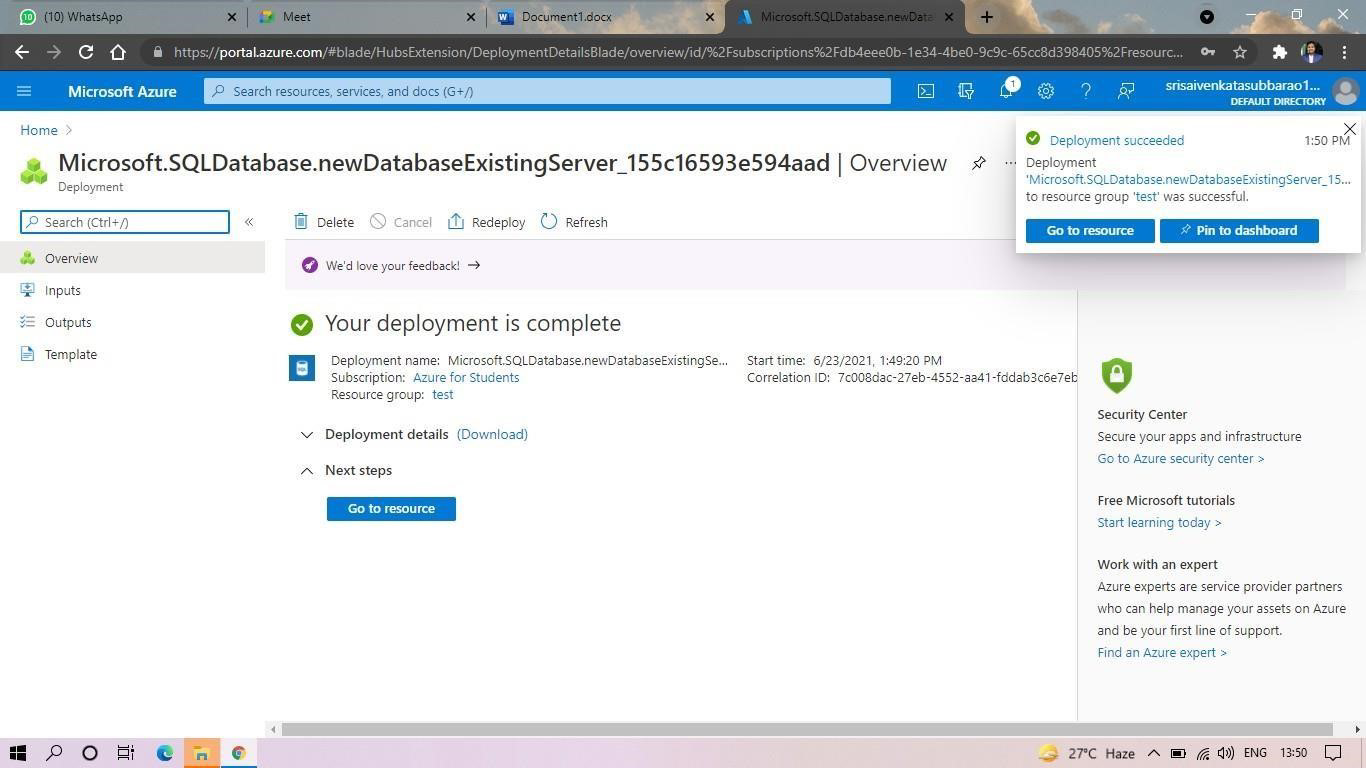 (10) WhatsApp
Meet
Document1.docx
Microsoft.SQLDatabase.newData
https://portal.azure.com/#blade/HubsExtension/DeploymentDetailsBlade/overview/id/%2Fsubscriptions%2Fdb4eee0b-1e34-4be0-9c9c-65cc8d398405%2Fresourc...
Microsoft Azure
Search resources, services, and docs (G+/)
1
srisaivenkatasubbarao1...
DEFAULT DIRECTORY
Home >
Microsoft.SQLDatabase.newDatabaseExistingServer_155c16593e594aad | Overview
Deployment
Deployment succeeded 1:50 PM
Deployment
'Microsoft.SQLDatabase.newDatabaseExistingServer_15...
to resource group 'test' was successful.
Go to resource
Pin to dashboard
Search (Ctrl+/)
«
Delete
Cancel
Redeploy
Refresh
Overview
Inputs
Outputs
Template
We'd love your feedback! →
Your deployment is complete
Deployment name: Microsoft.SQLDatabase.newDatabaseExistingSe...
Subscription: Azure for Students
Resource group: test
Start time: 6/23/2021, 1:49:20 PM
Correlation ID: 7c008dac-27eb-4552-aa41-fddab3c6e7eb
Deployment details (Download)
Next steps
Go to resource
Security Center
Secure your apps and infrastructure
Go to Azure security center >
Free Microsoft tutorials
Start learning today >
Work with an expert
Azure experts are service provider partners
who can help manage your assets on Azure
and be your first line of support.
Find an Azure expert >
27°C Haze
ENG
13:50